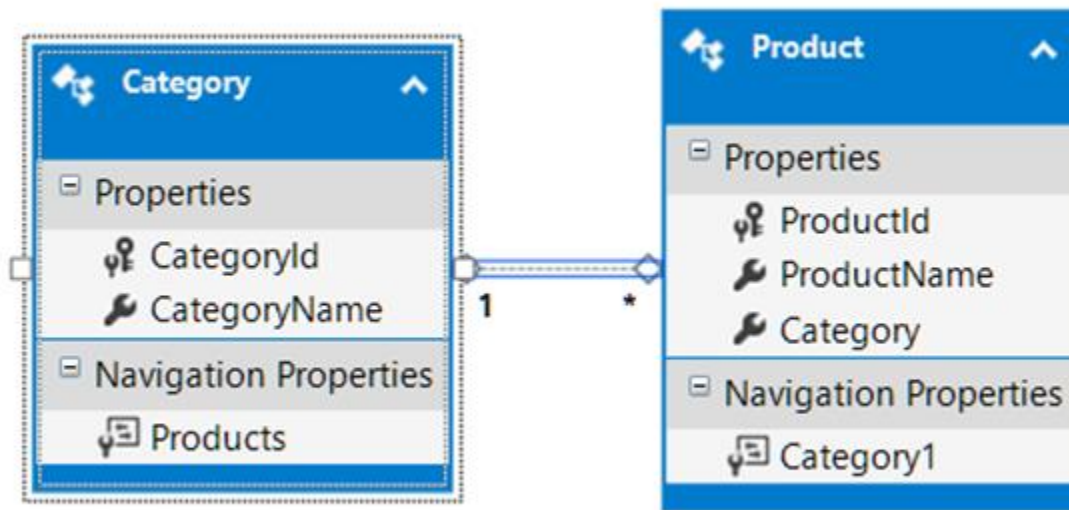 Category
Properties
CategoryId
CategoryName
Navigation Properties
Products
1
*
Product
Properties
ProductId
ProductName
Category
Navigation Properties
Category1